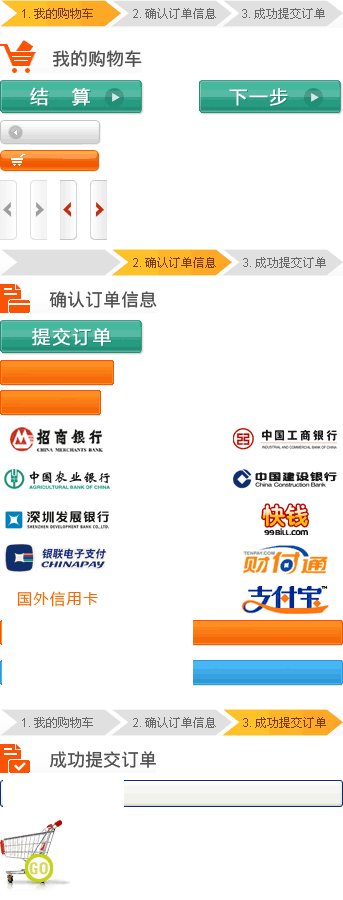 1. 我的购物车 2. 确认订单信息 3. 成功提交订单
我的购物车
结 算 下一步
2. 确认订单信息 3. 成功提交订单
确认订单信息
提交订单
招商银行 中国工商银行
CHINA MERCHANTS BANK INDUSTRIAL AND COMMERCIAL BANK OF CHINA
中国农业银行 中国建设银行
AGRICULTURAL BANK OF CHINA China Construction Bank
深圳发展银行 快钱
SHENZHEN DEVELOPMENT BANK CO.,LTD. 99BILL.COM
银联电子支付 TENPAY.COM
CHINAPAY 财付通
国外信用卡 支付宝™
1. 我的购物车 2. 确认订单信息 3. 成功提交订单
成功提交订单
GO